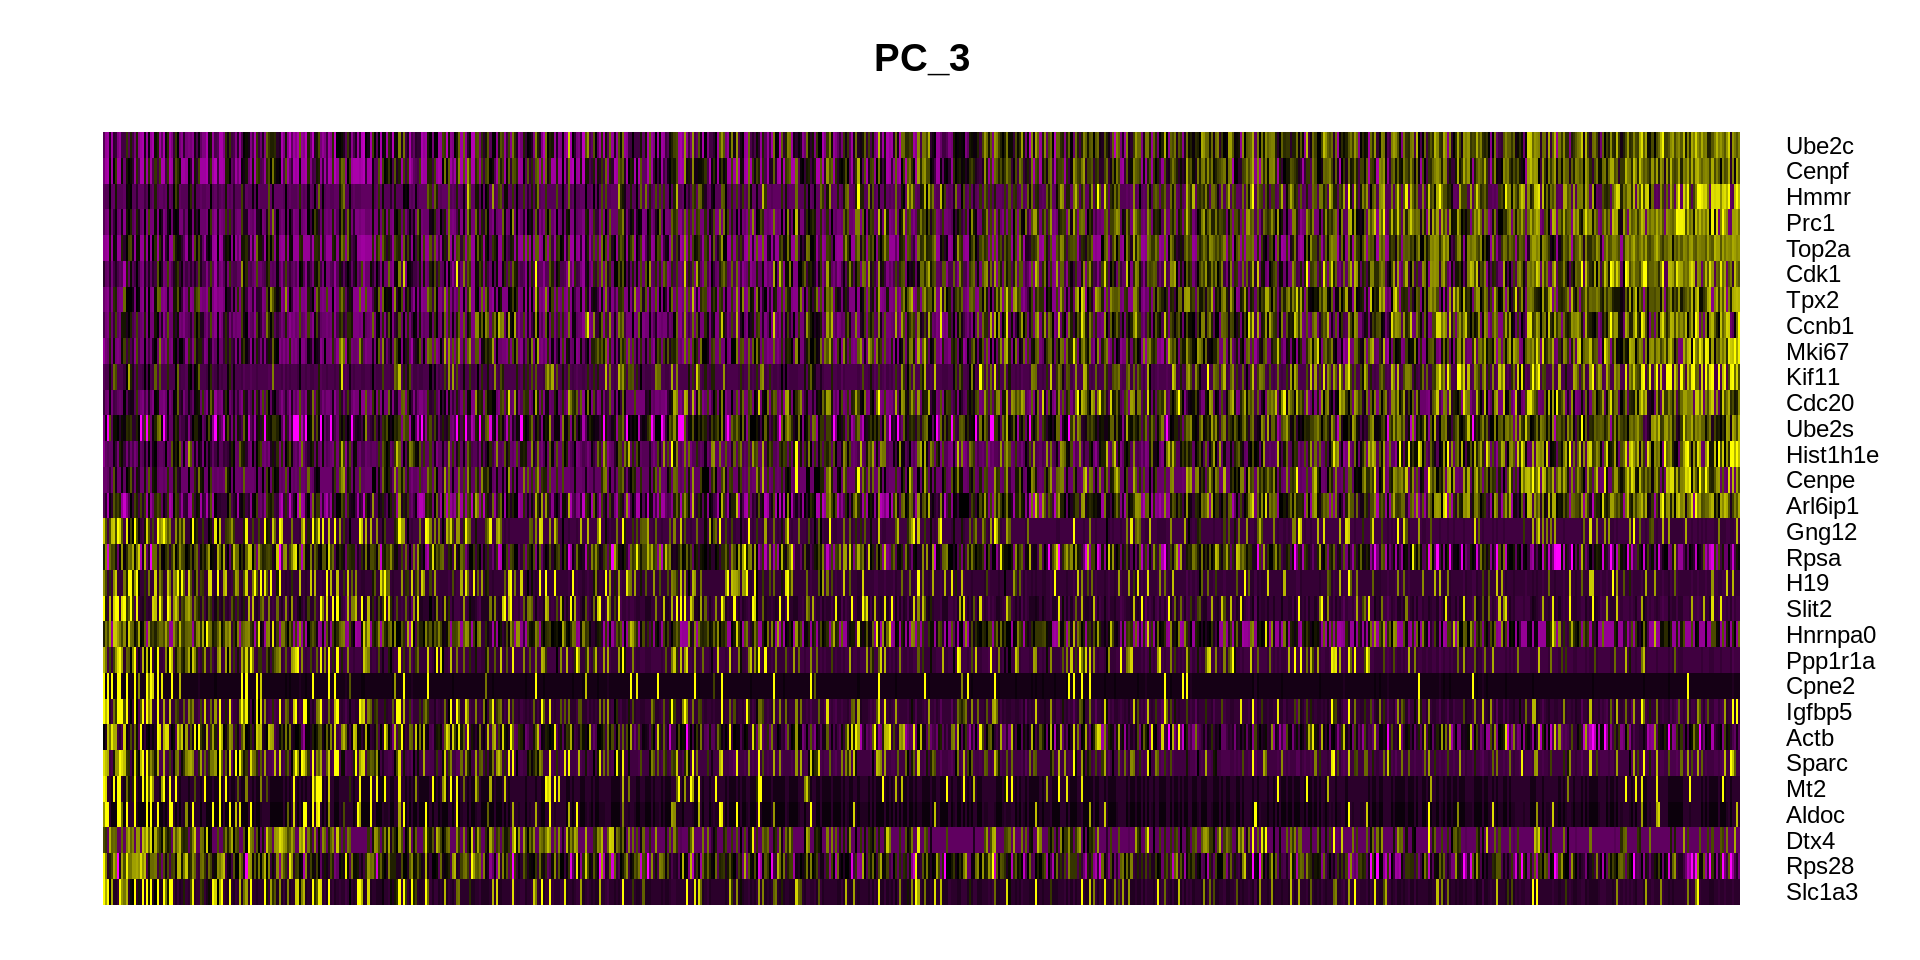 PC_3
Ube2c
Cenpf
Hmmr
Prc1
Top2a
Cdk1
Tpx2
Ccnb1
Mki67
Kif11
Cdc20
Ube2s
Hist1h1e
Cenpe
Arl6ip1
Gng12
Rpsa
H19
Slit2
Hnrnpa0
Ppp1r1a
Cpne2
Igfbp5
Actb
Sparc
Mt2
Aldoc
Dtx4
Rps28
Slc1a3